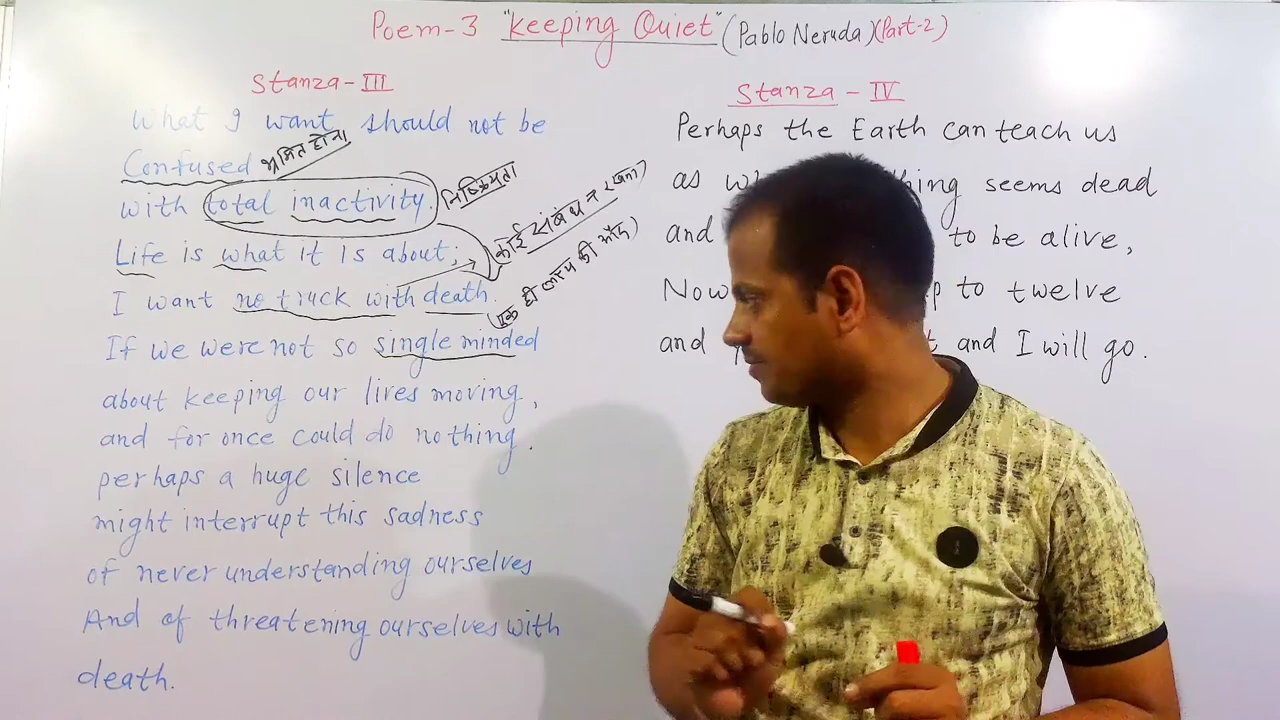 Poem-3 "Keeping Quiet" (Pablo Neruda)(Part-2)
Stanza-III
What I want should not be
Confused भ्रमित होना
with total inactivity. निष्क्रियता
Life is what it is about; कोई संबंध न रखना)
I want no truck with death. एक ही लक्ष्य की
If we were not so single minded
about keeping our lives moving,
and for once could do nothing.
perhaps a huge silence
might interrupt this sadness
of never understanding ourselves
And of threatening ourselves with
death.
Stanza-IV
Perhaps the Earth can teach us
as seems dead
and to be alive,
Now to twelve
and and I will go.